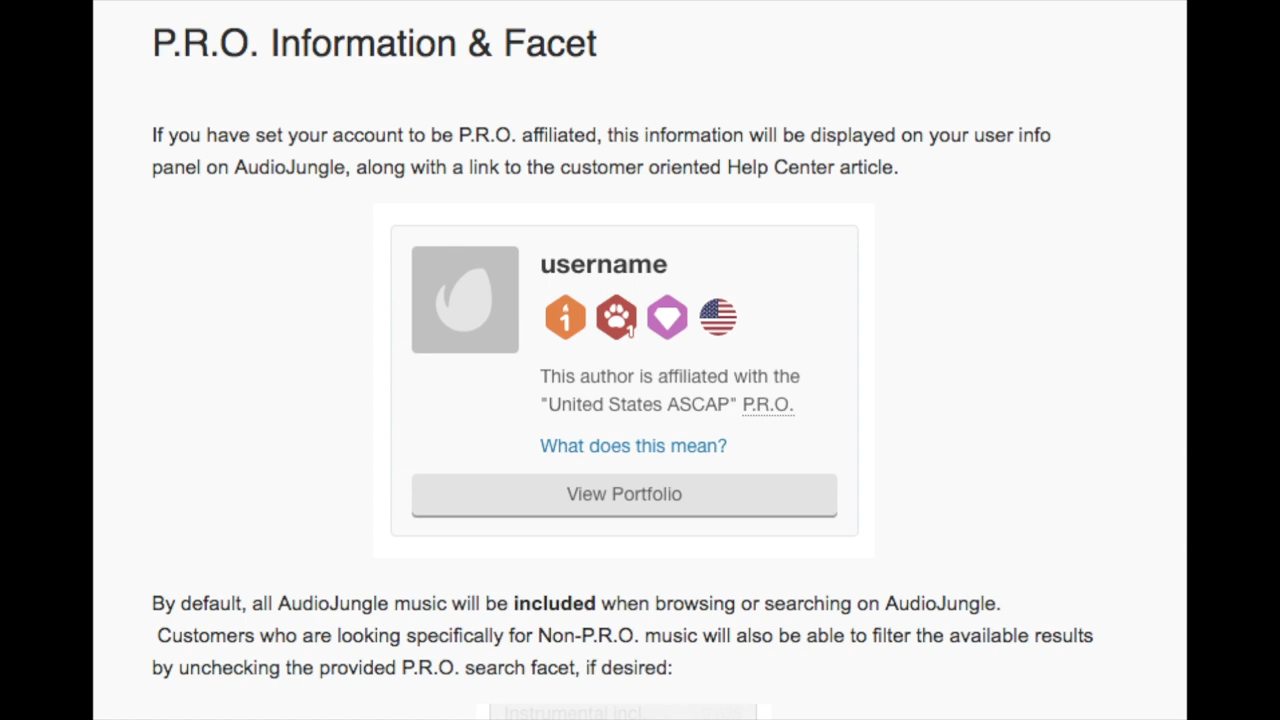 P.R.O. Information & Facet
If you have set your account to be P.R.O. affiliated, this information will be displayed on your user info
panel on AudioJungle, along with a link to the customer oriented Help Center article.
username
1
1
This author is affiliated with the
"United States ASCAP" P.R.O.
What does this mean?
View Portfolio
By default, all AudioJungle music will be included when browsing or searching on AudioJungle.
Customers who are looking specifically for Non-P.R.O. music will also be able to filter the available results
by unchecking the provided P.R.O. search facet, if desired:
Instrumental incl.